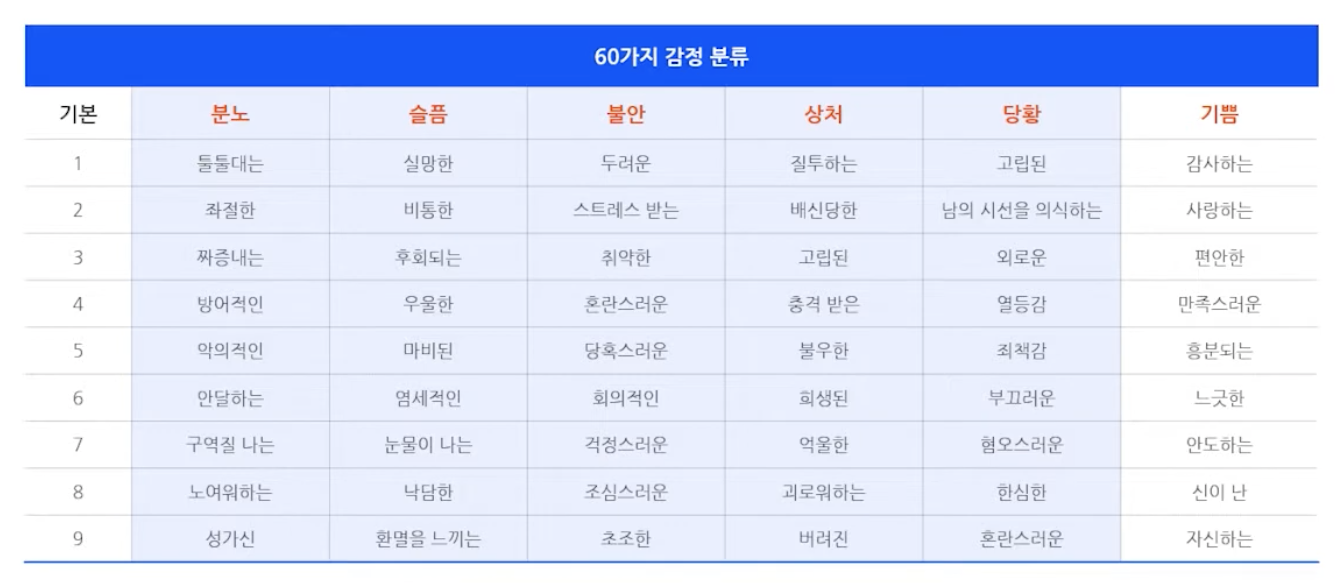 60가지 감정 분류
기본 분노 슬픔 불안 상처 당황 기쁨
1 툴툴대는 실망한 두려운 질투하는 고립된 감사하는
2 좌절한 비통한 스트레스 받는 배신당한 남의 시선을 의식하는 사랑하는
3 짜증내는 후회되는 취약한 고립된 외로운 편안한
4 방어적인 우울한 혼란스러운 충격 받은 열등감 만족스러운
5 악의적인 마비된 당혹스러운 불우한 죄책감 흥분되는
6 안달하는 염세적인 회의적인 희생된 부끄러운 느긋한
7 구역질 나는 눈물이 나는 걱정스러운 억울한 혐오스러운 안도하는
8 노여워하는 낙담한 조심스러운 괴로워하는 한심한 신이 난
9 성가신 환멸을 느끼는 초조한 버려진 혼란스러운 자신하는